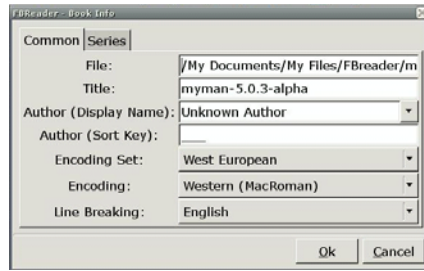 FBReader - Book Info
Common Series
File: /My Documents/My Files/FBreader/m
Title: myman-5.0.3-alpha
Author (Display Name): Unknown Author
Author (Sort Key): ___
Encoding Set: West European
Encoding: Western (MacRoman)
Line Breaking: English
Ok Cancel